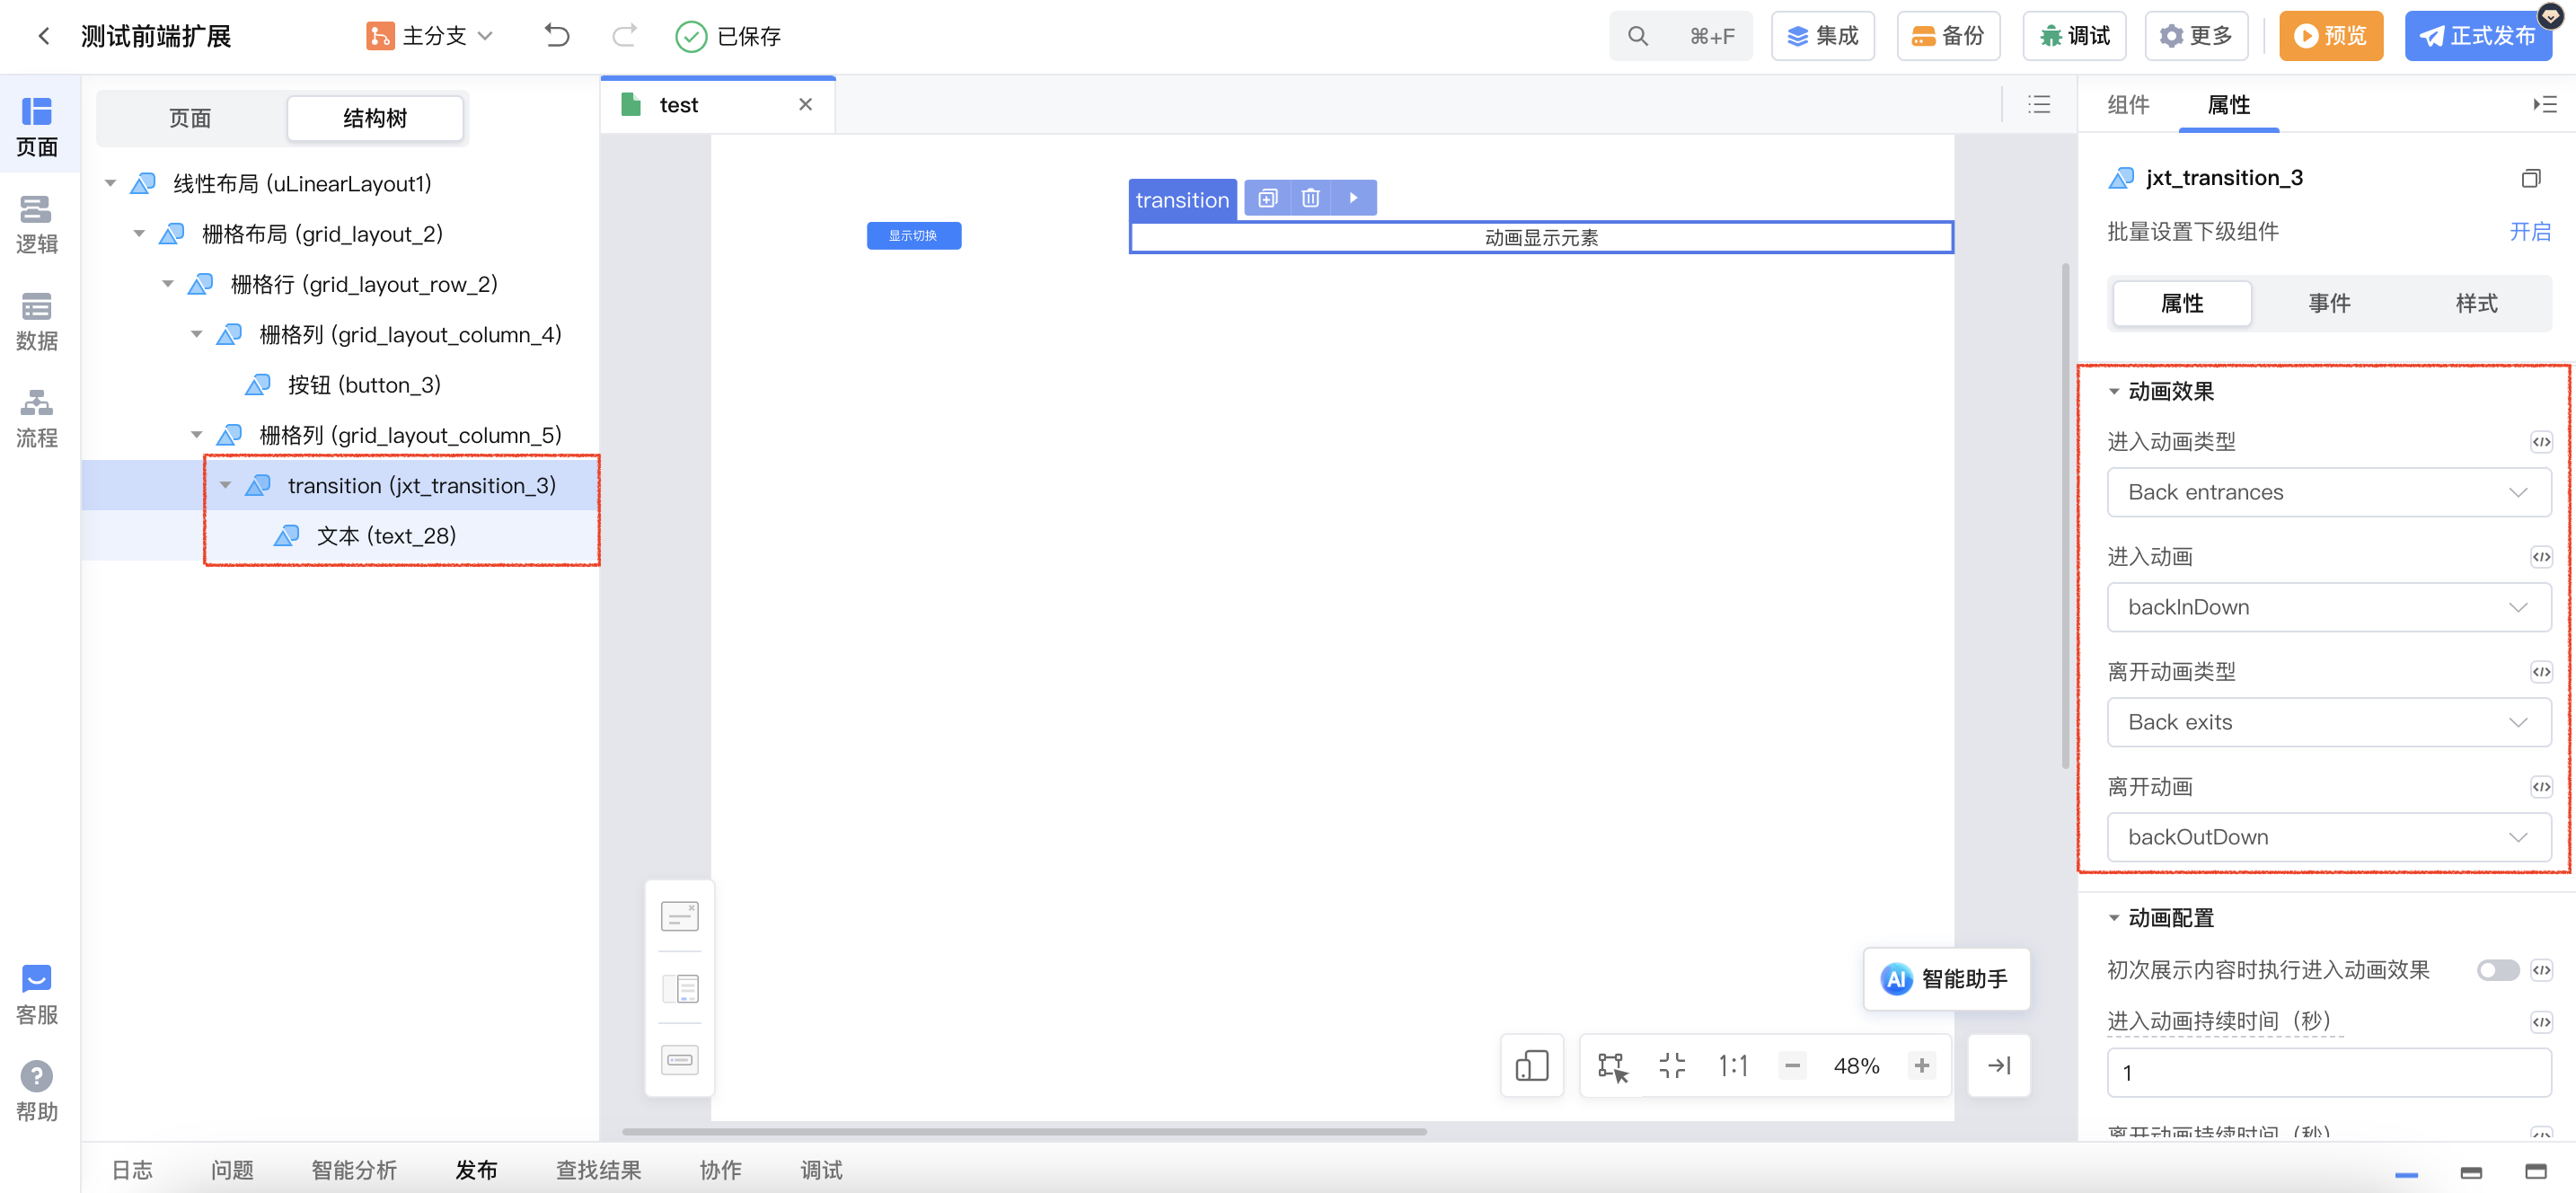 测试前端扩展
主分支
已保存
⌘+F
集成
备份
调试
更多
预览
正式发布
页面
逻辑
数据
流程
客服
帮助
页面
结构树
线性布局 (uLinearLayout1)
栅格布局 (grid_layout_2)
栅格行 (grid_layout_row_2)
栅格列 (grid_layout_column_4)
按钮 (button_3)
栅格列 (grid_layout_column_5)
transition (jxt_transition_3)
文本 (text_28)
test
transition
显示切换
动画显示元素
AI 智能助手
1:1
48%
组件
属性
jxt_transition_3
批量设置下级组件
开启
属性
事件
样式
动画效果
进入动画类型
Back entrances
进入动画
backInDown
离开动画类型
Back exits
离开动画
backOutDown
动画配置
初次展示内容时执行进入动画效果
进入动画持续时间（秒）
1
离开动画持续时间（秒）
日志
问题
智能分析
发布
查找结果
协作
调试